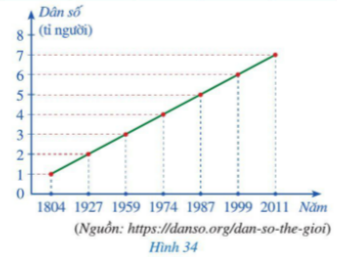 Dân số
(tỉ người)
8
7
6
5
4
3
2
1
0
1804 1927 1959 1974 1987 1999 2011 Năm
(Nguồn: https://danso.org/dan-so-the-gioi)
Hình 34